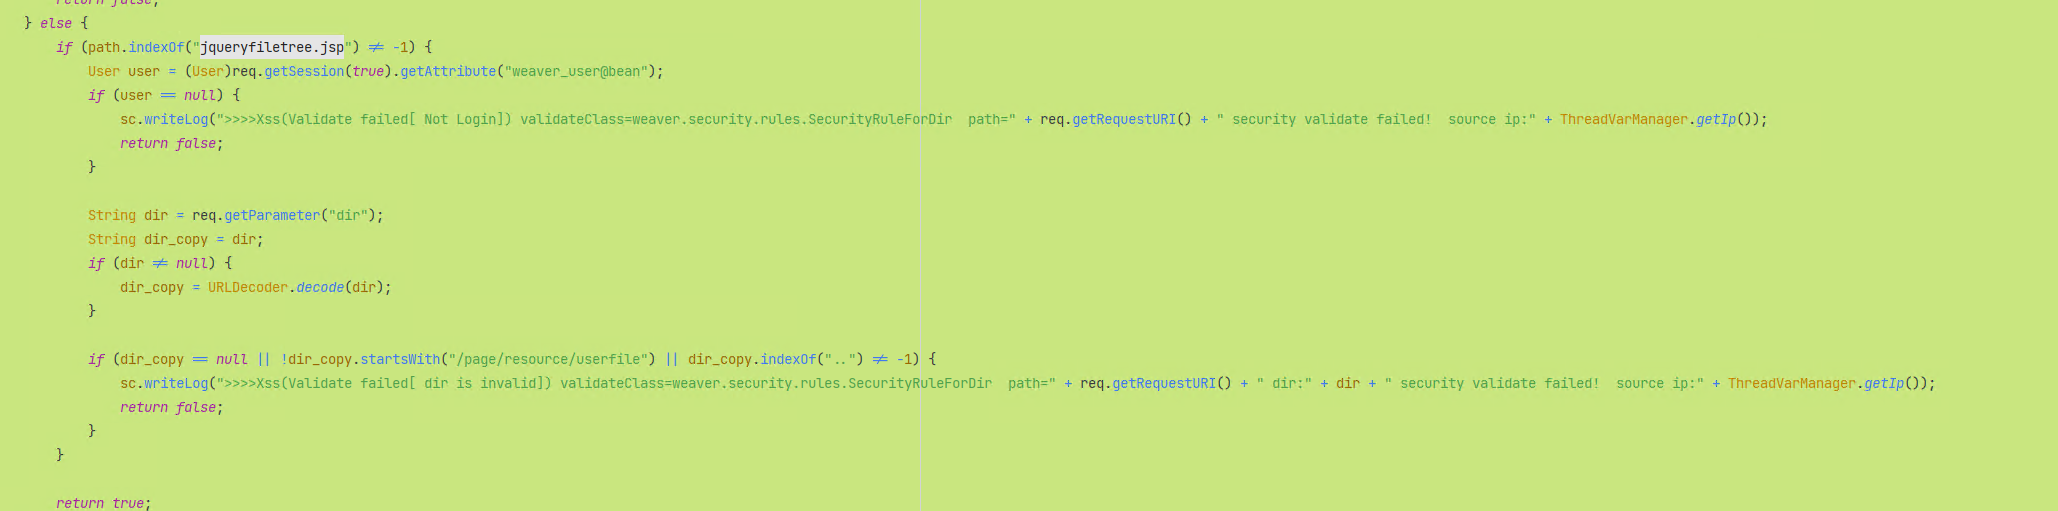 return false;
} else {
if (path.indexOf("jqueryfiletree.jsp") ≠ -1) {
User user = (User)req.getSession(true).getAttribute("weaver_user@bean");
if (user == null) {
sc.writeLog(">>>>Xss(Validate failed[ Not Login]) validateClass=weaver.security.rules.SecurityRuleForDir  path=" + req.getRequestURI() + " security validate failed!  source ip:" + ThreadVarManager.getIp());
return false;
}
String dir = req.getParameter("dir");
String dir_copy = dir;
if (dir ≠ null) {
dir_copy = URLDecoder.decode(dir);
}
if (dir_copy == null || !dir_copy.startsWith("/page/resource/userfile") || dir_copy.indexOf("..") ≠ -1) {
sc.writeLog(">>>>Xss(Validate failed[ dir is invalid]) validateClass=weaver.security.rules.SecurityRuleForDir  path=" + req.getRequestURI() + " dir:" + dir + " security validate failed!  source ip:" + ThreadVarManager.getIp());
return false;
}
}
return true;